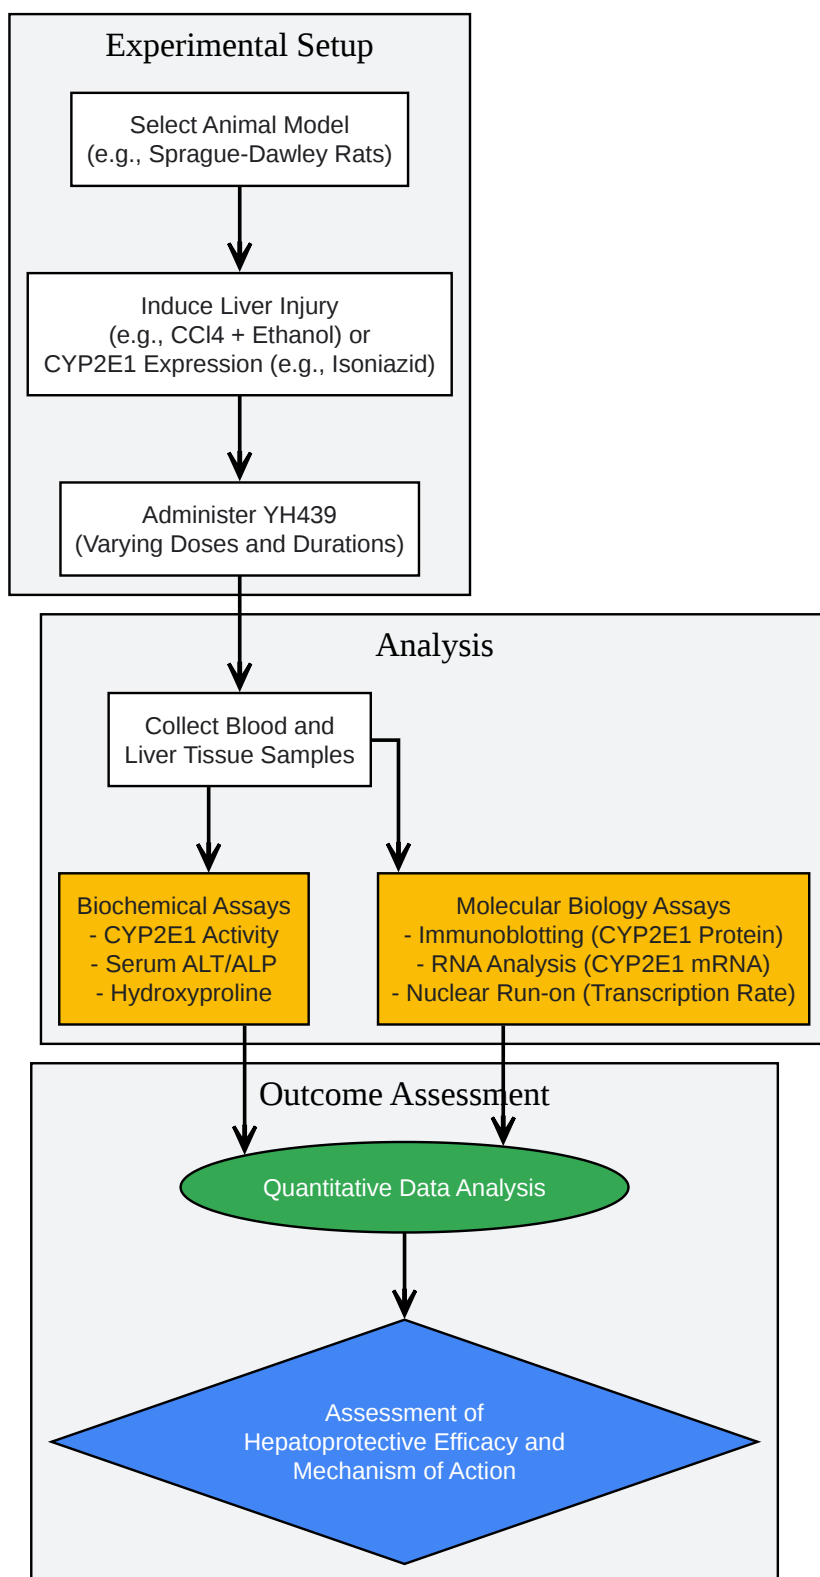 Experimental Setup
Select Animal Model
(e.g., Sprague-Dawley Rats)
Induce Liver Injury
(e.g., CCl4 + Ethanol) or
CYP2E1 Expression (e.g., Isoniazid)
Administer YH439
(Varying Doses and Durations)
Analysis
Collect Blood and
Liver Tissue Samples
Biochemical Assays
- CYP2E1 Activity
- Serum ALT/ALP
- Hydroxyproline
Molecular Biology Assays
- Immunoblotting (CYP2E1 Protein)
- RNA Analysis (CYP2E1 mRNA)
- Nuclear Run-on (Transcription Rate)
Outcome Assessment
Quantitative Data Analysis
Assessment of
Hepatoprotective Efficacy and
Mechanism of Action